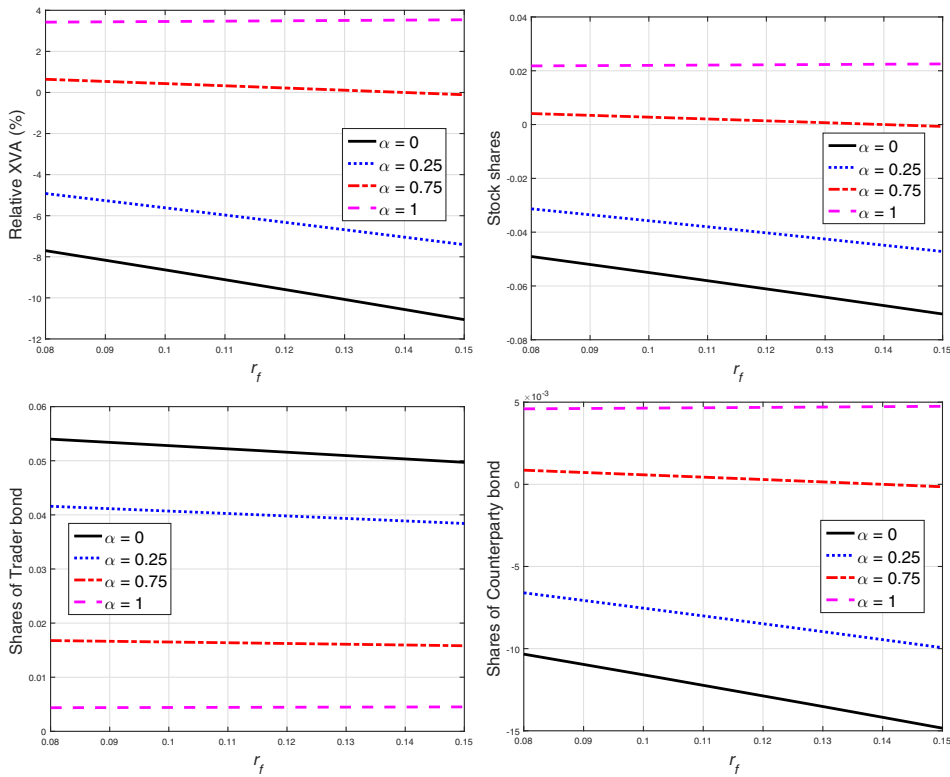 4
2
0
-2
-4
-6
-8
-10
-12
Relative XVA (%)
α = 0
α = 0.25
α = 0.75
α = 1
0.08 0.09 0.1 0.11 0.12 0.13 0.14 0.15
r_f
0.04
0.02
0
-0.02
-0.04
-0.06
-0.08
Stock shares
α = 0
α = 0.25
α = 0.75
α = 1
0.08 0.09 0.1 0.11 0.12 0.13 0.14 0.15
r_f
0.06
0.05
0.04
0.03
0.02
0.01
0
Shares of Trader bond
α = 0
α = 0.25
α = 0.75
α = 1
0.08 0.09 0.1 0.11 0.12 0.13 0.14 0.15
r_f
×10⁻³
5
0
-5
-10
-15
Shares of Counterparty bond
α = 0
α = 0.25
α = 0.75
α = 1
0.08 0.09 0.1 0.11 0.12 0.13 0.14 0.15
r_f